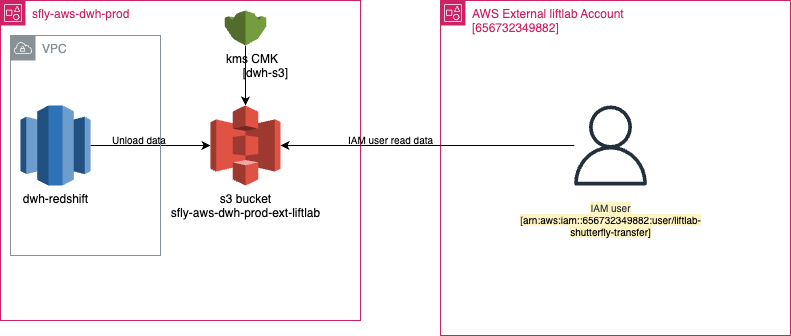 sfly-aws-dwh-prod
AWS External liftlab Account
[656732349882]
VPC
kms CMK
[dwh-s3]
Unload data
IAM user read data
dwh-redshift
s3 bucket
sfly-aws-dwh-prod-ext-liftlab
IAM user
[arn:aws:iam::656732349882:user/liftlab-
shutterfly-transfer]